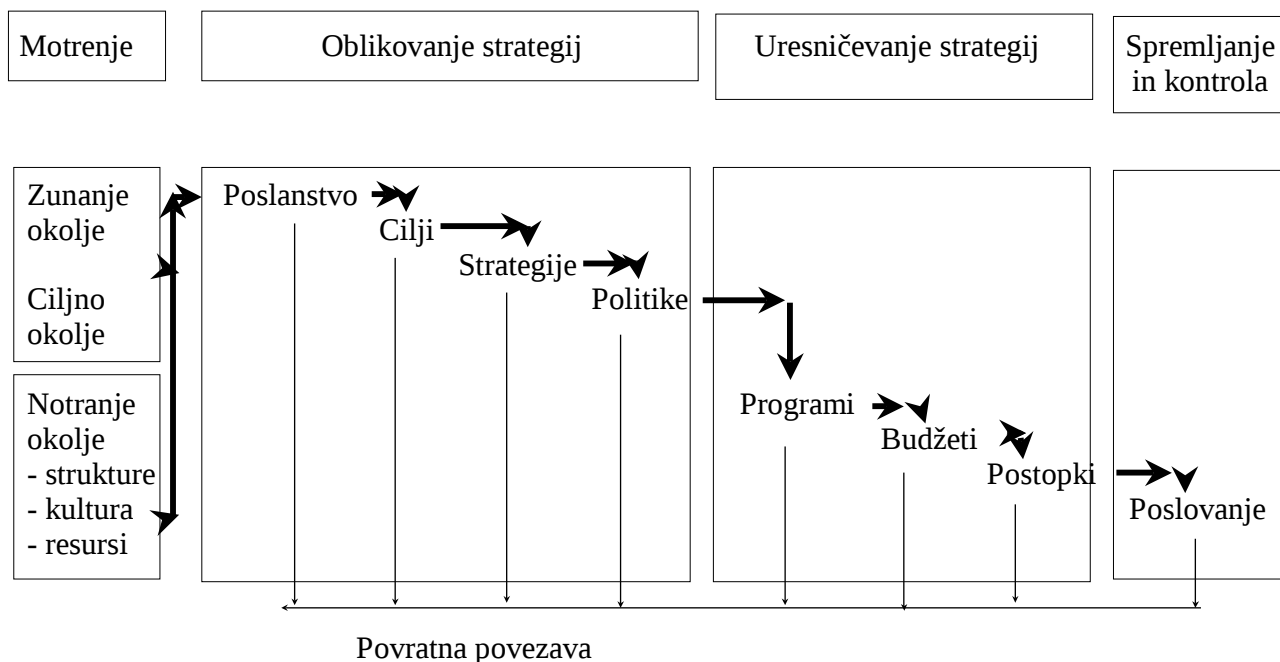 Motrenje
Oblikovanje strategij
Uresničevanje strategij
Spremljanje
in kontrola
Zunanje
okolje
Ciljno
okolje
Notranje
okolje
- strukture
- kultura
- resursi
Poslanstvo
Cilji
Strategije
Politike
Programi
Budžeti
Postopki
Poslovanje
Povratna povezava